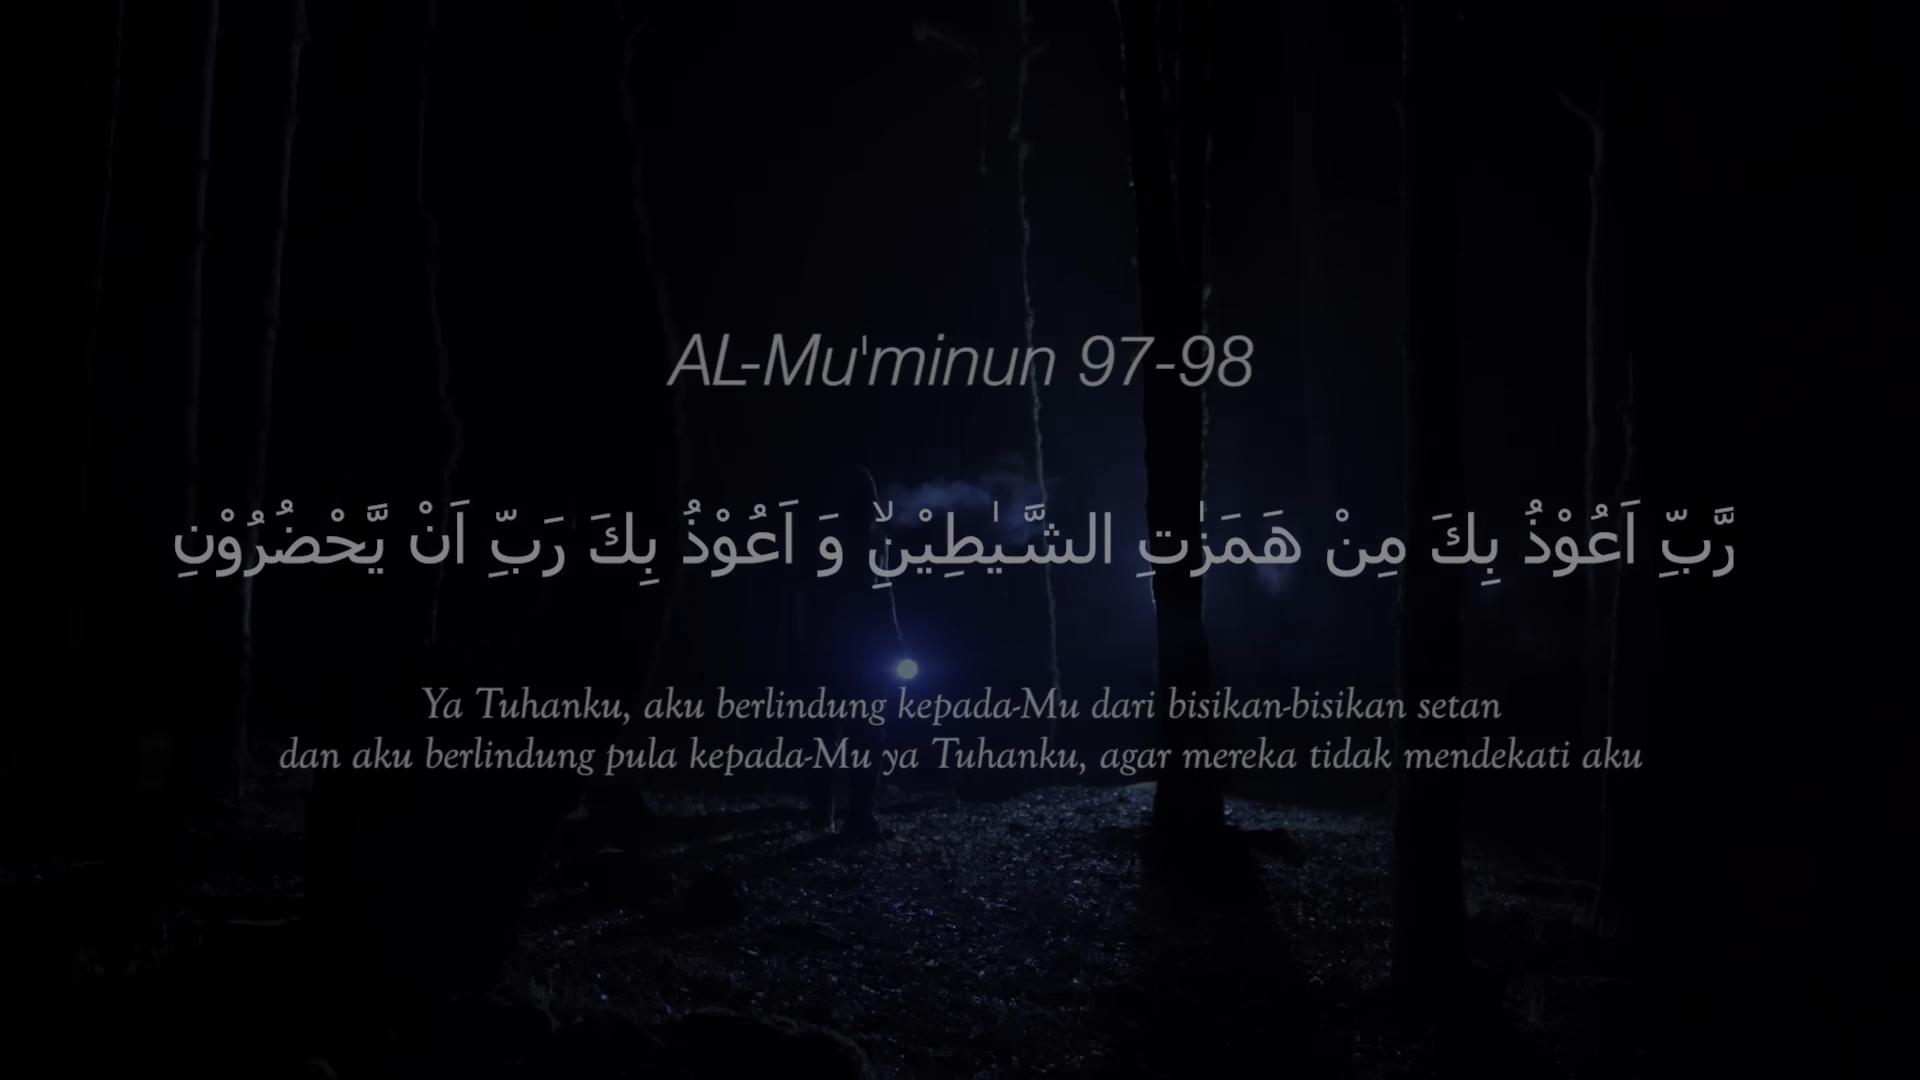 AL-Mu'minun 97-98
رَّبِّ اَعُوْذُ بِكَ مِنْ هَمَزٰتِ الشَّيٰطِيْنِۙ وَ اَعُوْذُ بِكَ رَبِّ اَنْ يَّحْضُرُوْنِ
Ya Tuhanku, aku berlindung kepada-Mu dari bisikan-bisikan setan
dan aku berlindung pula kepada-Mu ya Tuhanku, agar mereka tidak mendekati aku